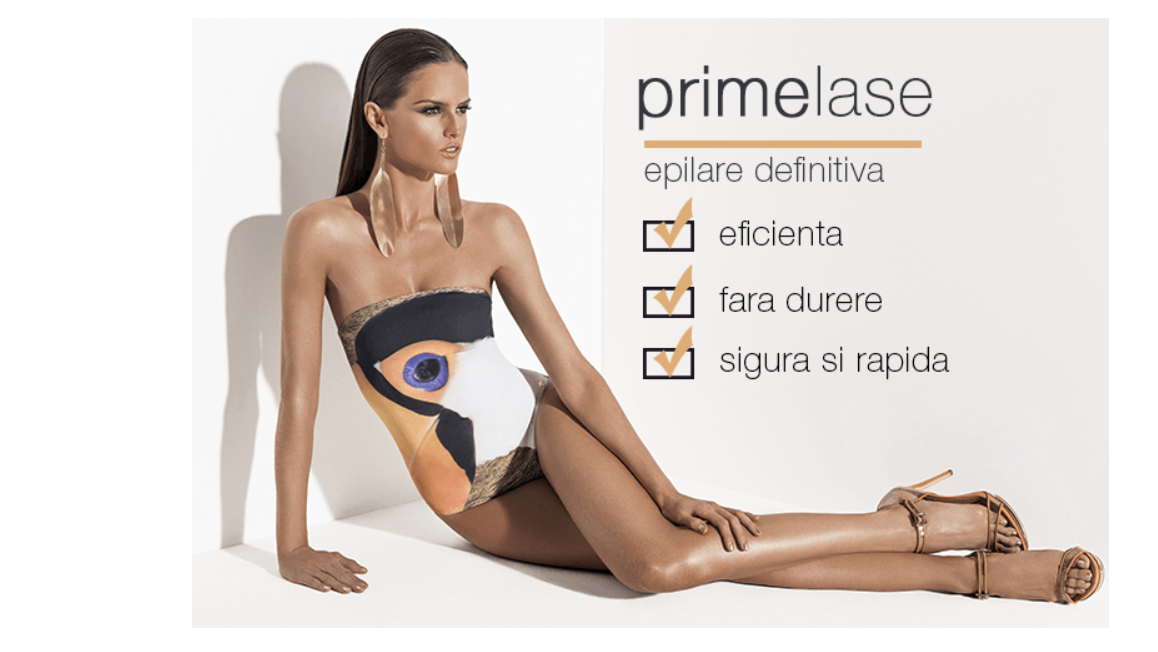 primelase
epilare definitiva
eficienta
fara durere
sigura si rapida